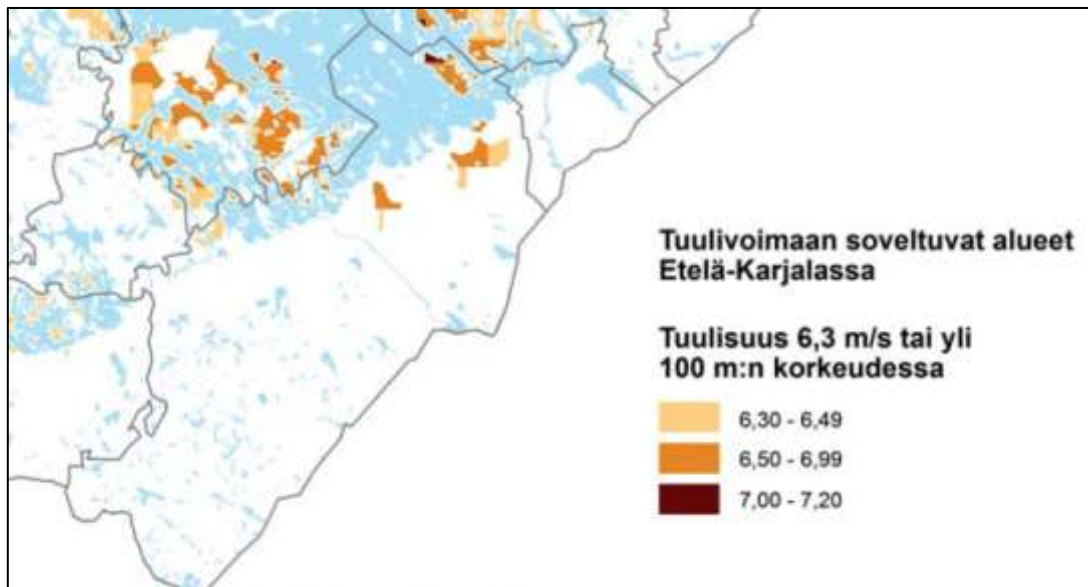 Tuulivoimaan soveltuvat alueet
Etelä-Karjalassa
Tuulisuus 6,3 m/s tai yli
100 m:n korkeudessa
6,30 - 6,49
6,50 - 6,99
7,00 - 7,20